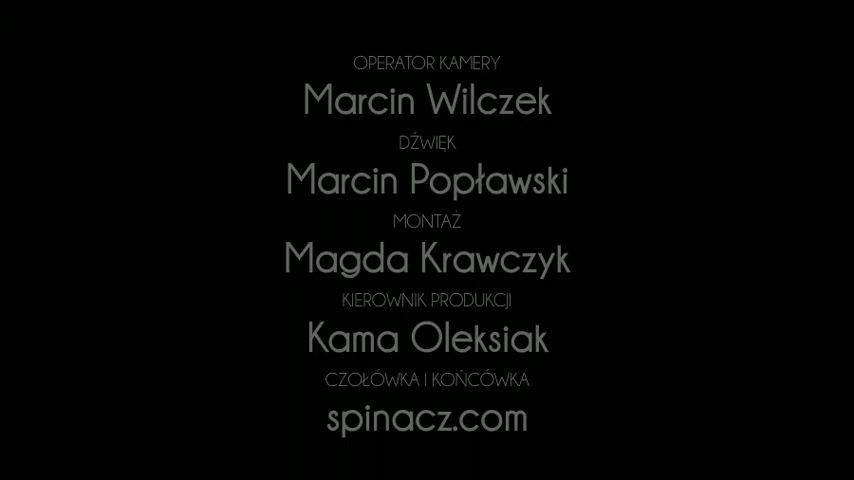 OPERATOR KAMERY
Marcin Wilczek
DŹWIĘK
Marcin Popławski
MONTAŻ
Magda Krawczyk
KIEROWNIK PRODUKCJI
Kama Oleksiak
CZOŁÓWKA I KOŃCÓWKA
spinacz.com